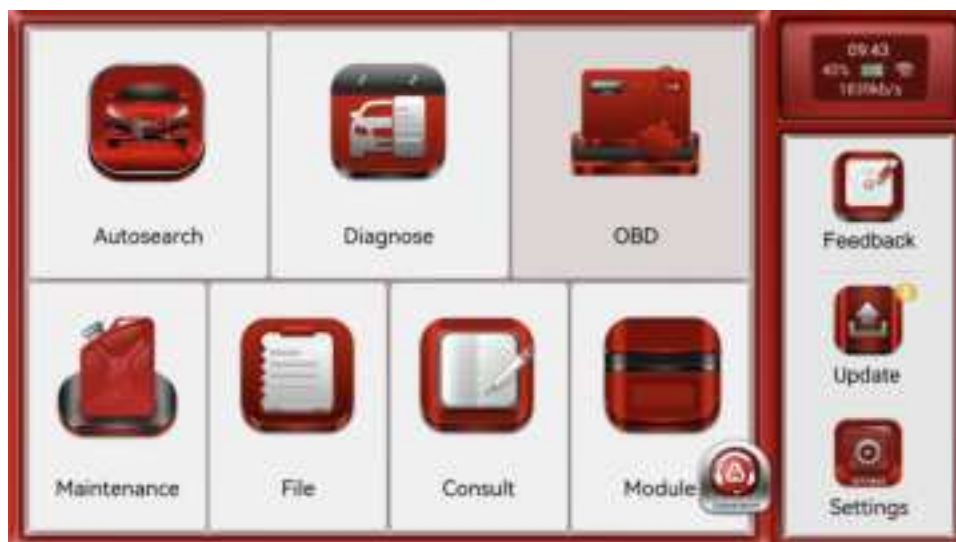 Autosearch
Diagnose
OBD
Maintenance
File
Consult
Module
09:43
Feedback
Update
Settings